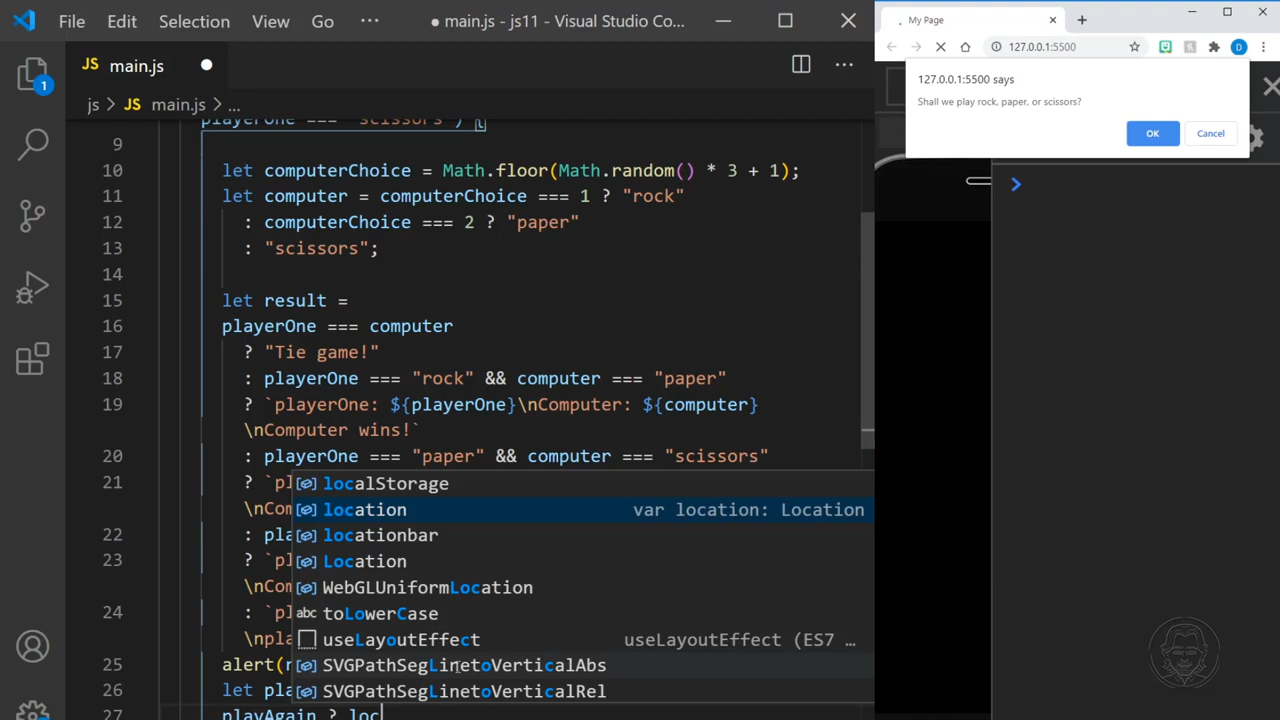 File Edit Selection View Go ··· ● main.js - js11 - Visual Studio Co...
JS main.js ●
js > JS main.js > ...
1
playerOne === "scissors") {
9
10 let computerChoice = Math.floor(Math.random() * 3 + 1);
11 let computer = computerChoice === 1 ? "rock"
12 : computerChoice === 2 ? "paper"
13 : "scissors";
14
15 let result =
16 playerOne === computer
17 ? "Tie game!"
18 : playerOne === "rock" && computer === "paper"
19 ? `playerOne: ${playerOne}\nComputer: ${computer}
\nComputer wins!`
20 : playerOne === "paper" && computer === "scissors"
21 ? `pl
\nCom
22 : pla
23 ? `pl
\nCom
24 : `pl
\npla
25 alert(r
26 let pla
27 playAgain ? loc
localStorage
location var location: Location
locationbar
Location
WebGLUniformLocation
abc toLowerCase
useLayoutEffect useLayoutEffect (ES7 ...
SVGPathSegLinetoVerticalAbs
SVGPathSegLinetoVerticalRel
My Page
127.0.0.1:5500
D
127.0.0.1:5500 says
Shall we play rock, paper, or scissors?
OK Cancel